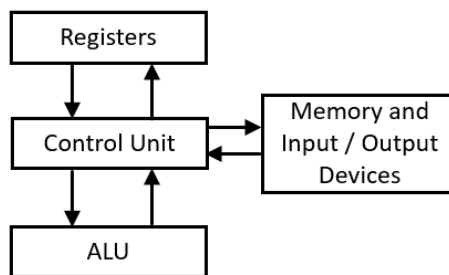 Registers
Control Unit
Memory and
Input / Output
Devices
ALU